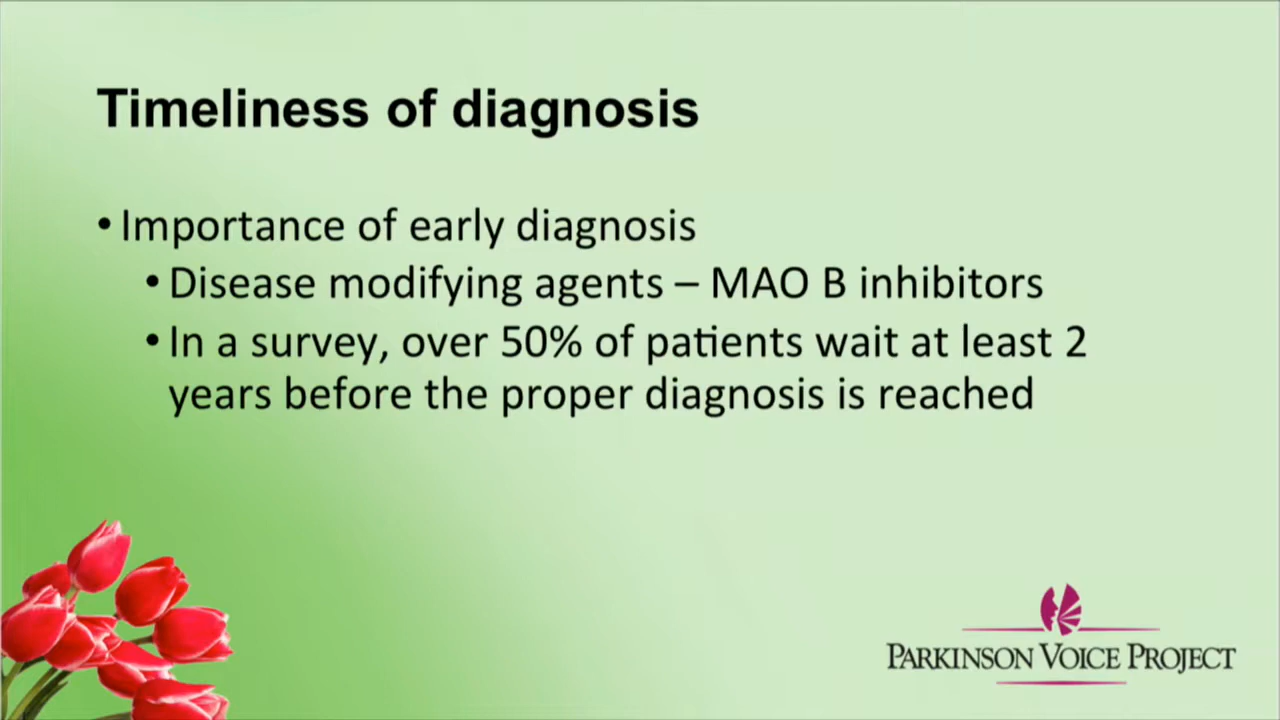 Timeliness of diagnosis
• Importance of early diagnosis
• Disease modifying agents – MAO B inhibitors
• In a survey, over 50% of patients wait at least 2
years before the proper diagnosis is reached
PARKINSON VOICE PROJECT